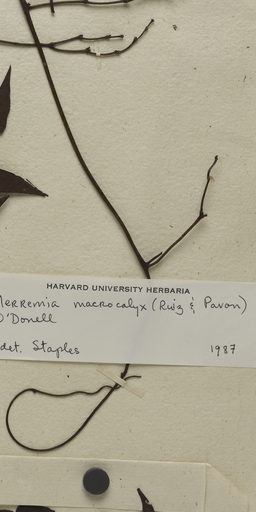 HARVARD UNIVERSITY HERBARIA
Merremia macrocalyx (Ruiz & Pavon)
O'Donell
det. Staples 1987